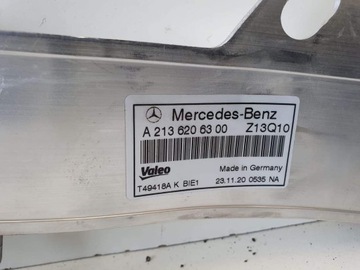 Mercedes-Benz
A 213 620 63 00 Z13Q10
Valeo Made in Germany
T49418A K BIE1 23.11.20 0535 NA